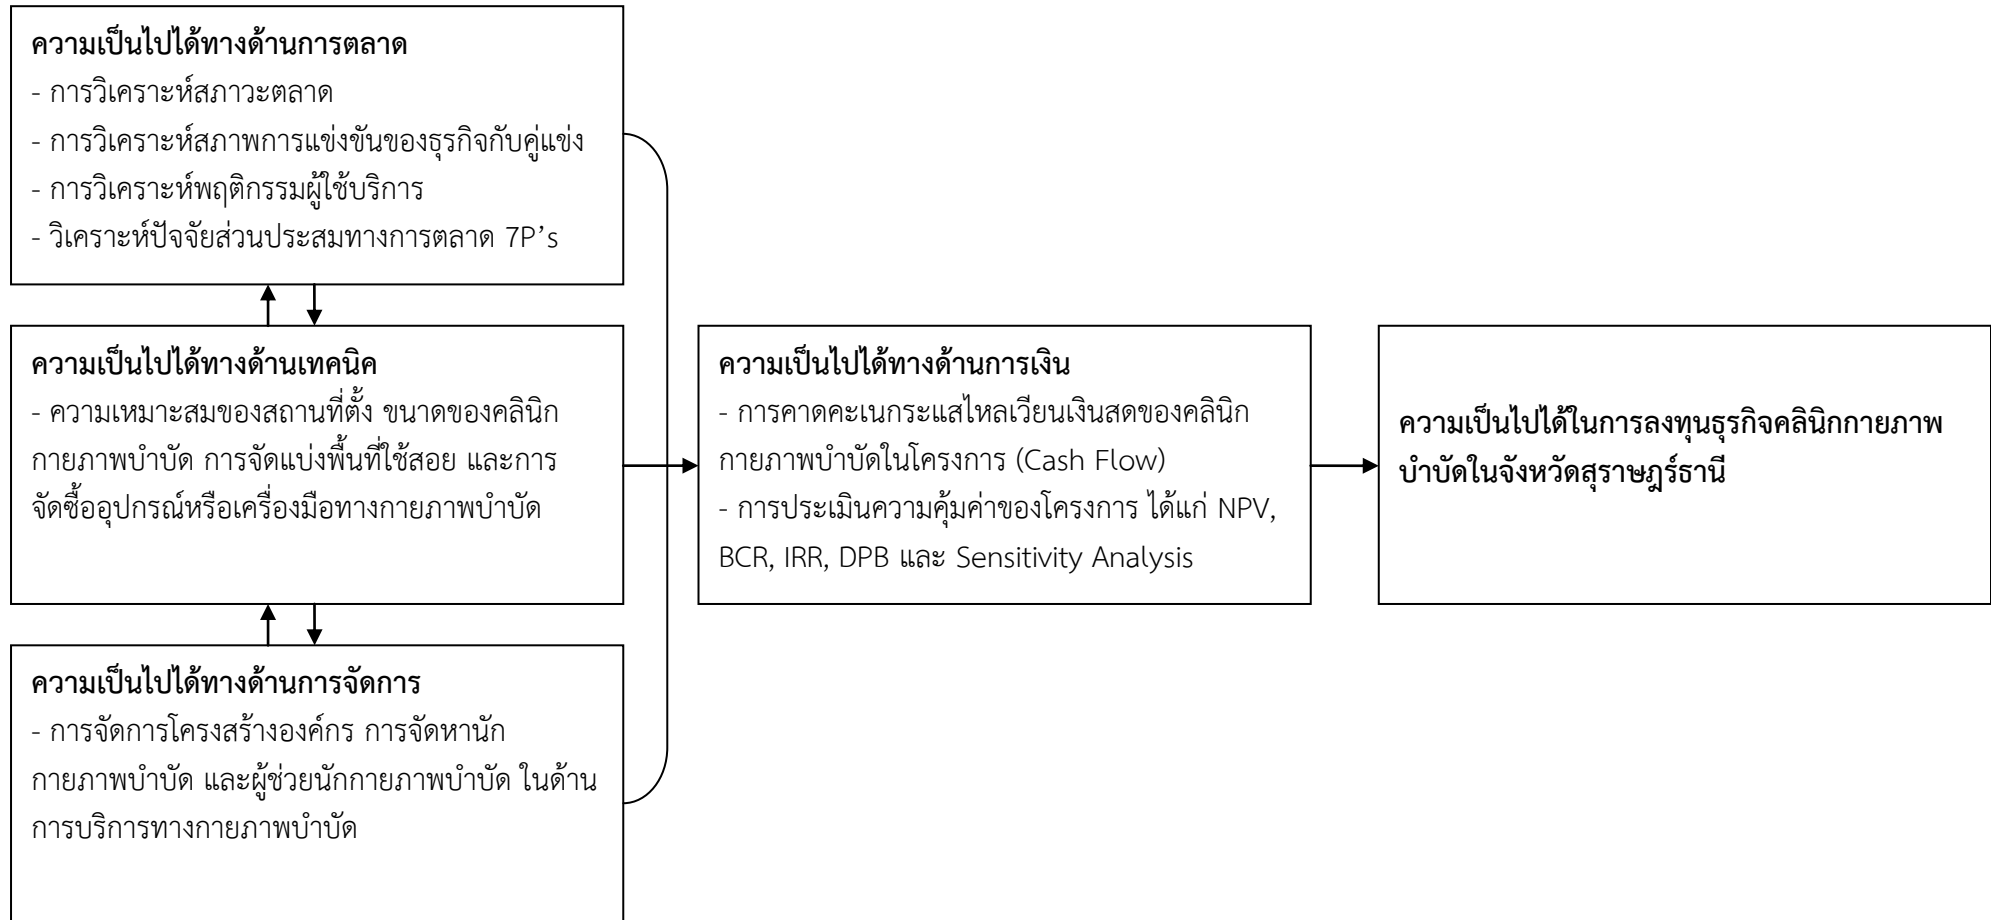 ความเป็นไปได้ทางด้านการตลาด
- การวิเคราะห์สภาวะตลาด
- การวิเคราะห์สภาพการแข่งขันของธุรกิจกับคู่แข่ง
- การวิเคราะห์พฤติกรรมผู้ใช้บริการ
- วิเคราะห์ปัจจัยส่วนประสมทางการตลาด 7P’s
ความเป็นไปได้ทางด้านเทคนิค
- ความเหมาะสมของสถานที่ตั้ง ขนาดของคลินิก
กายภาพบำบัด การจัดแบ่งพื้นที่ใช้สอย และการ
จัดซื้ออุปกรณ์หรือเครื่องมือทางกายภาพบำบัด
ความเป็นไปได้ทางด้านการจัดการ
- การจัดการโครงสร้างองค์กร การจัดหานัก
กายภาพบำบัด และผู้ช่วยนักกายภาพบำบัด ในด้าน
การบริการทางกายภาพบำบัด
ความเป็นไปได้ทางด้านการเงิน
- การคาดคะเนกระแสไหลเวียนเงินสดของคลินิก
กายภาพบำบัดในโครงการ (Cash Flow)
- การประเมินความคุ้มค่าของโครงการ ได้แก่ NPV,
BCR, IRR, DPB และ Sensitivity Analysis
ความเป็นไปได้ในการลงทุนธุรกิจคลินิกกายภาพ
บำบัดในจังหวัดสุราษฎร์ธานี